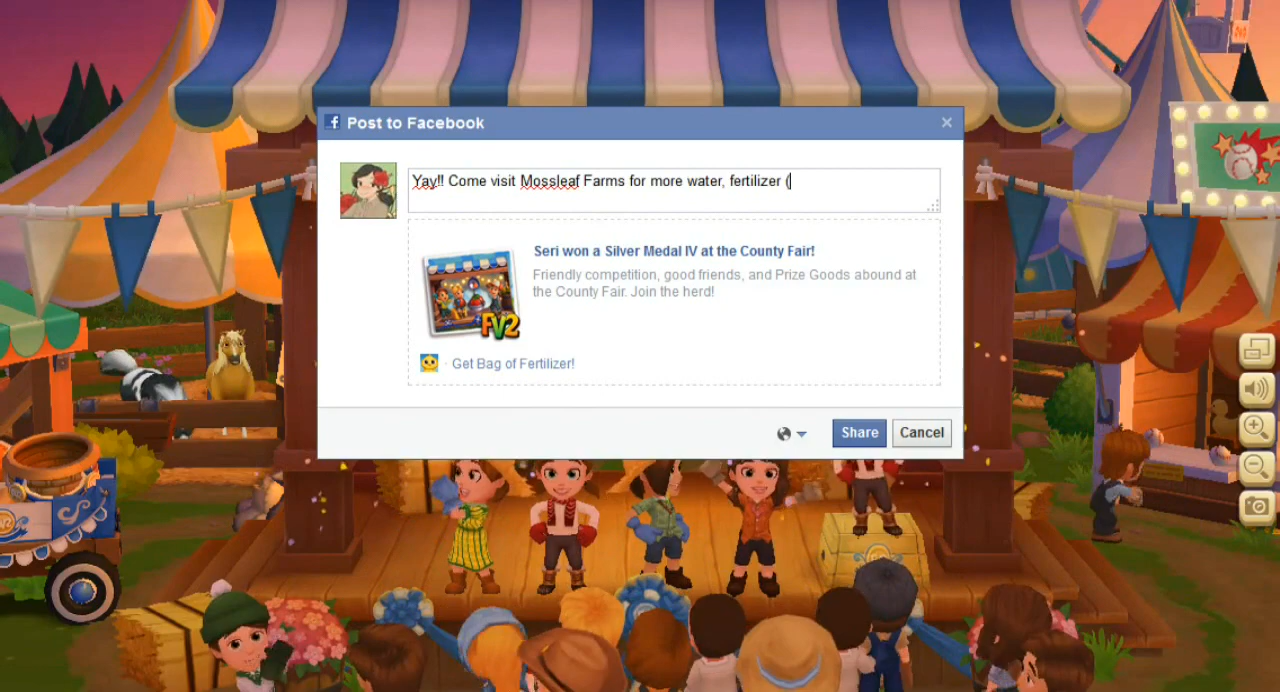 Post to Facebook
Yay!! Come visit Mossleaf Farms for more water, fertilizer (
Seri won a Silver Medal IV at the County Fair!
Friendly competition, good friends, and Prize Goods abound at
the County Fair. Join the herd!
FV2
· Get Bag of Fertilizer!
Share
Cancel